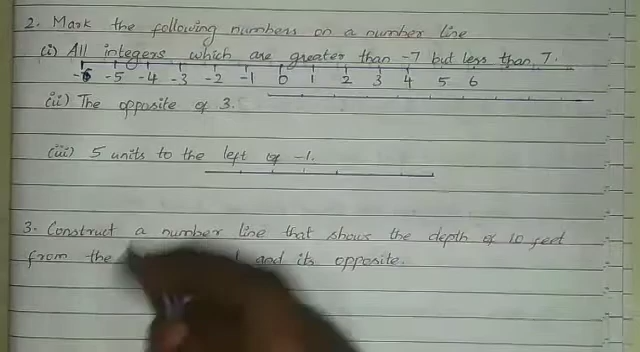 2. Mark the following numbers on a number line
(i) All integers which are greater than -7 but less than 7.
-6 -5 -4 -3 -2 -1 0 1 2 3 4 5 6
(ii) The opposite of 3.
(iii) 5 units to the left of -1.
3. Construct a number line that shows the depth of 10 feet
from the and its opposite.